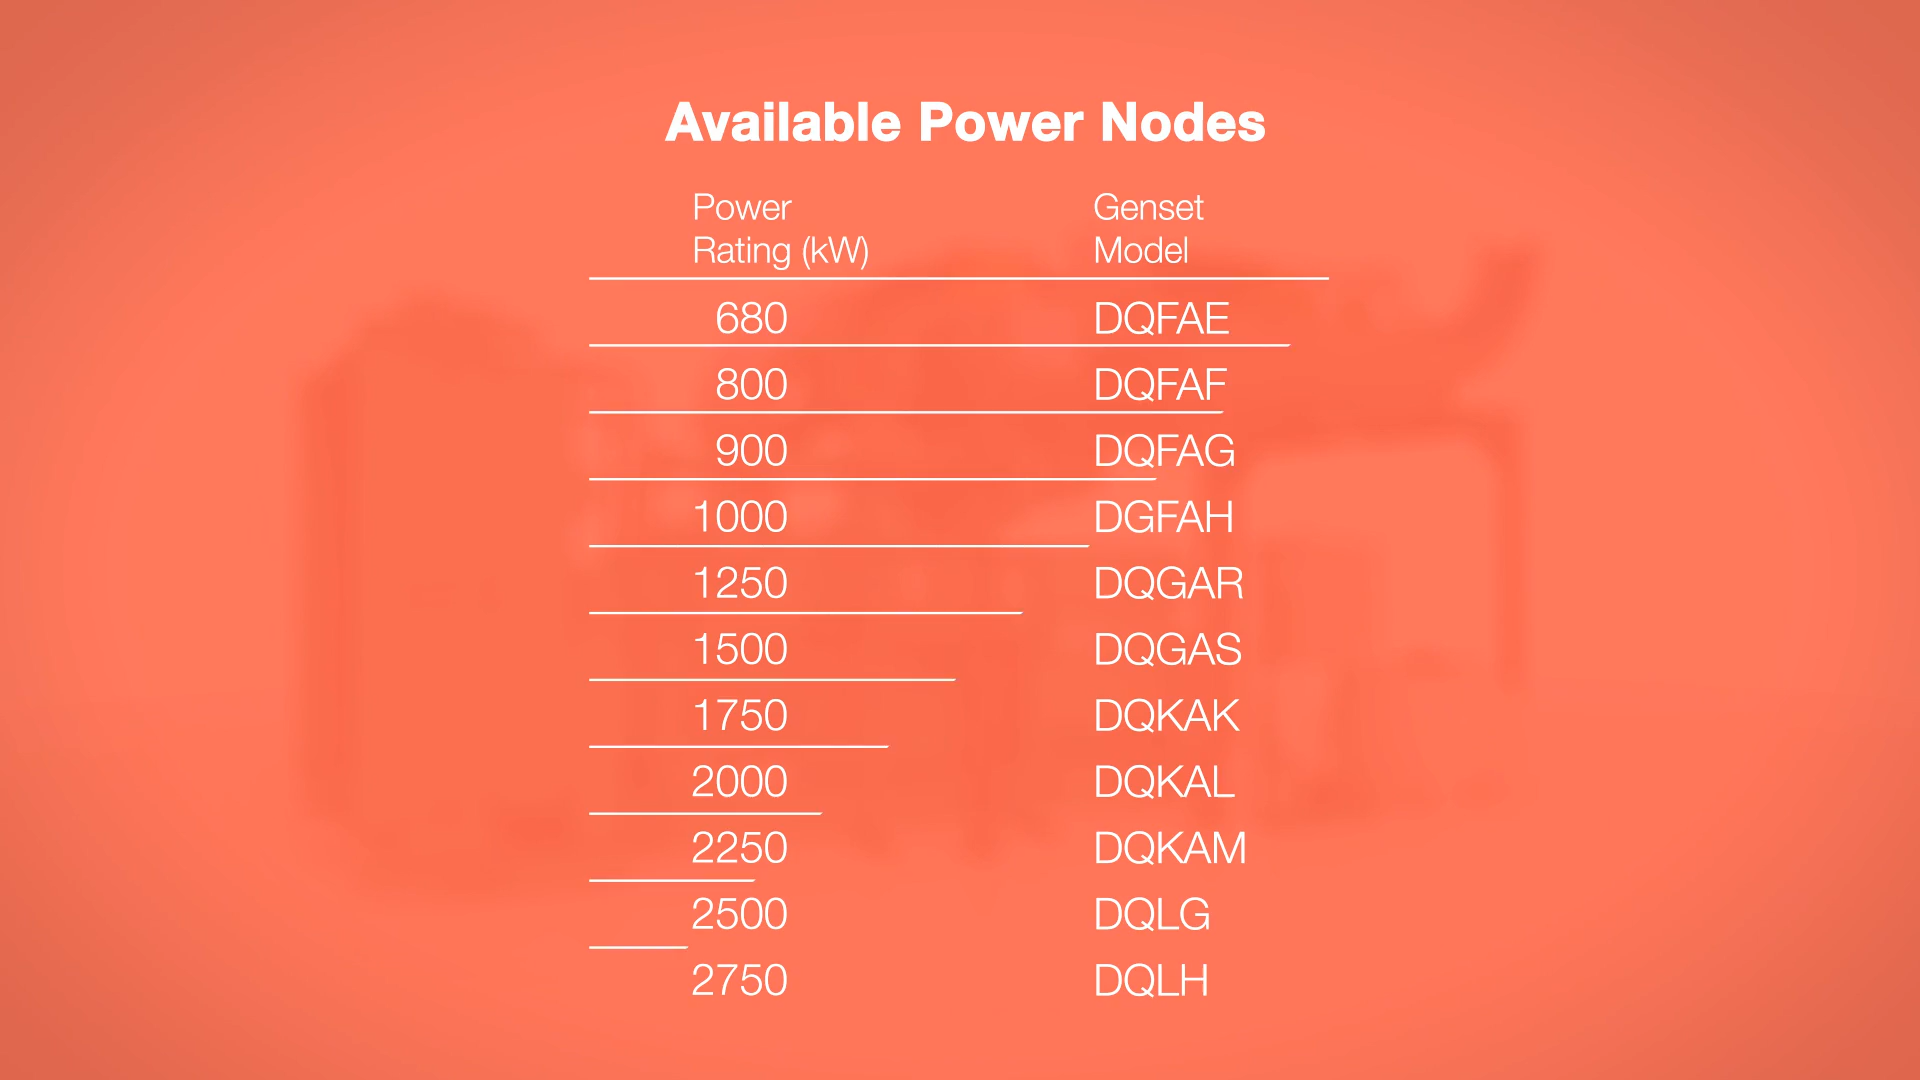 Available Power Nodes
Power Rating (kW) Genset Model
680 DQFAE
800 DQFAF
900 DQFAG
1000 DGFAH
1250 DQGAR
1500 DQGAS
1750 DQKAK
2000 DQKAL
2250 DQKAM
2500 DQLG
2750 DQLH